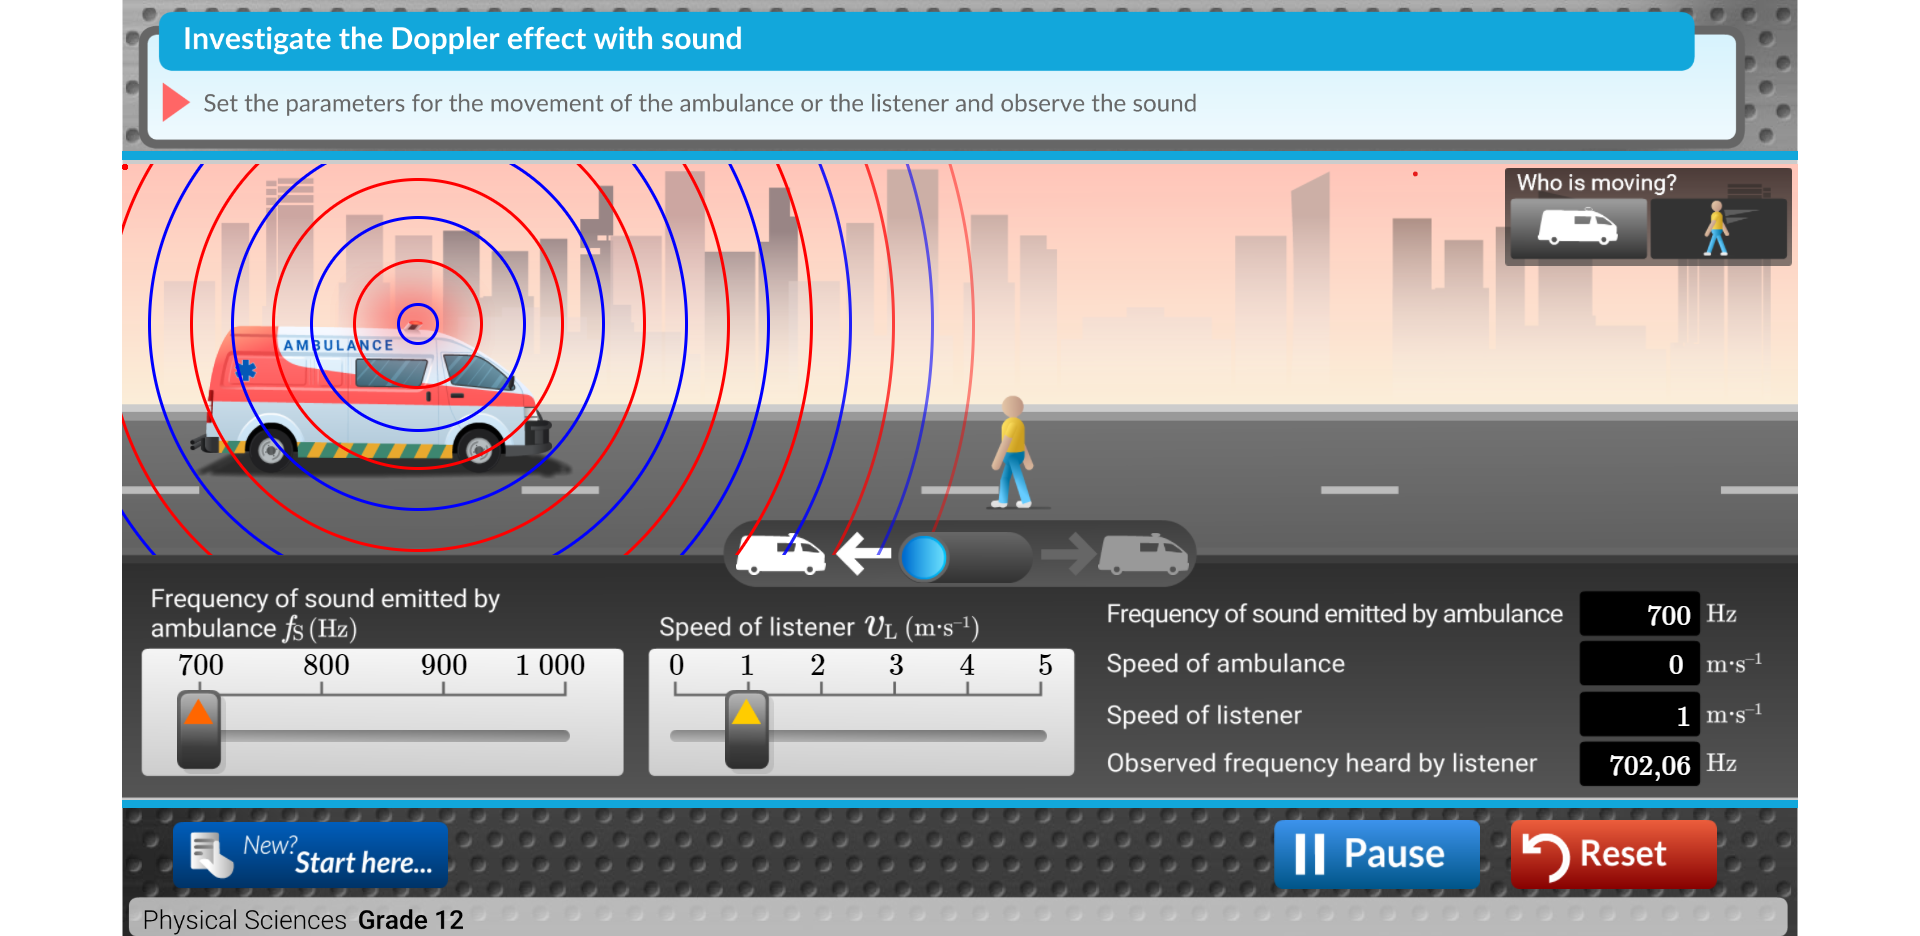 Investigate the Doppler effect with sound
Set the parameters for the movement of the ambulance or the listener and observe the sound
Who is moving?
AMBULANCE
Frequency of sound emitted by
ambulance fS (Hz)
700 800 900 1 000
Speed of listener vL (m·s⁻¹)
0 1 2 3 4 5
Frequency of sound emitted by ambulance 700 Hz
Speed of ambulance 0 m·s⁻¹
Speed of listener 1 m·s⁻¹
Observed frequency heard by listener 702,06 Hz
New?
Start here...
Pause
Reset
Physical Sciences Grade 12